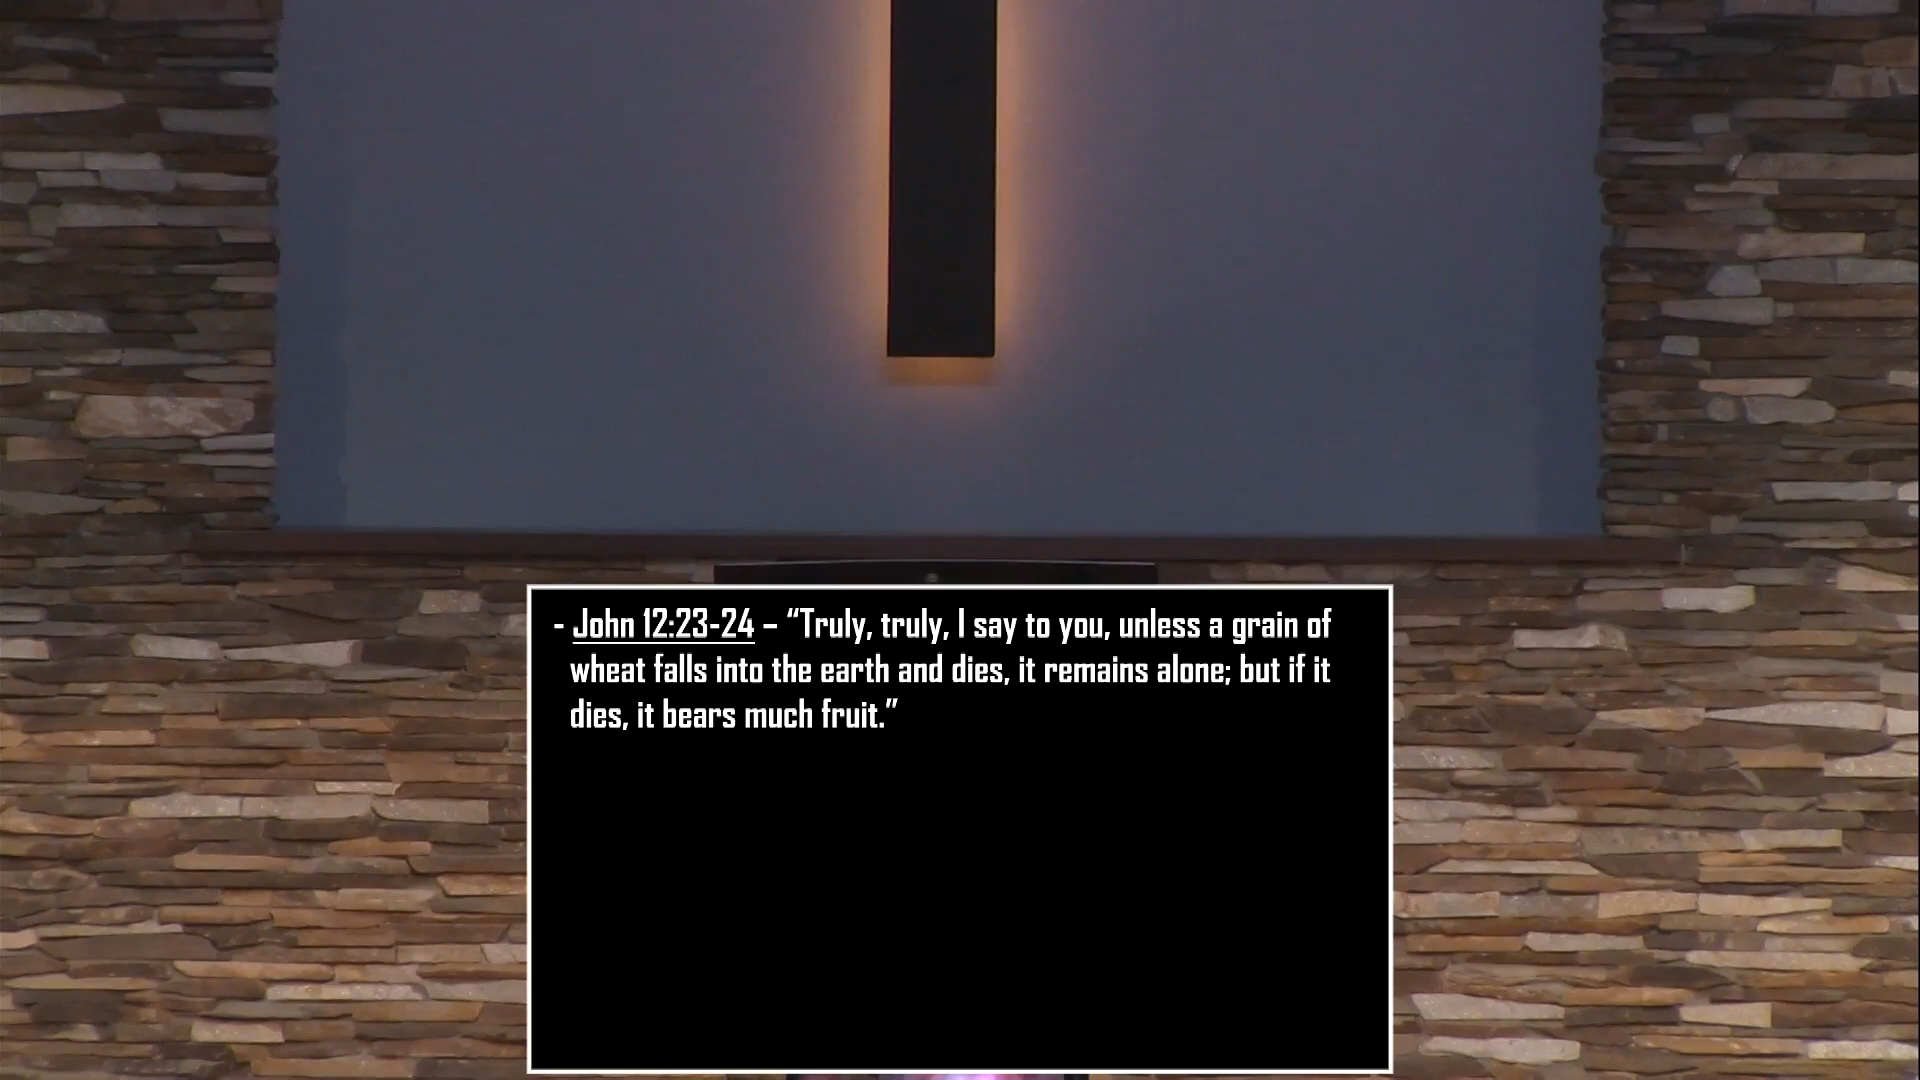 - John 12:23-24 – “Truly, truly, I say to you, unless a grain of
wheat falls into the earth and dies, it remains alone; but if it
dies, it bears much fruit.”